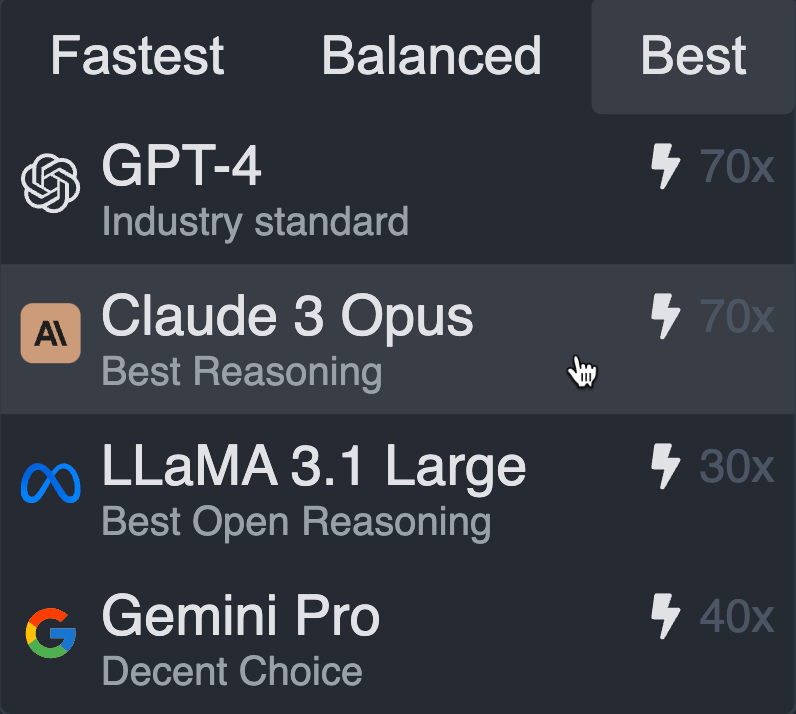 Fastest Balanced Best
GPT-4 70x
Industry standard
Claude 3 Opus 70x
Best Reasoning
LLaMA 3.1 Large 30x
Best Open Reasoning
Gemini Pro 40x
Decent Choice